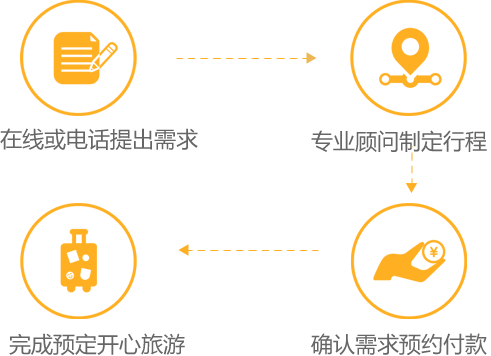 在线或电话提出需求
专业顾问制定行程
¥
确认需求预约付款
完成预定开心旅游